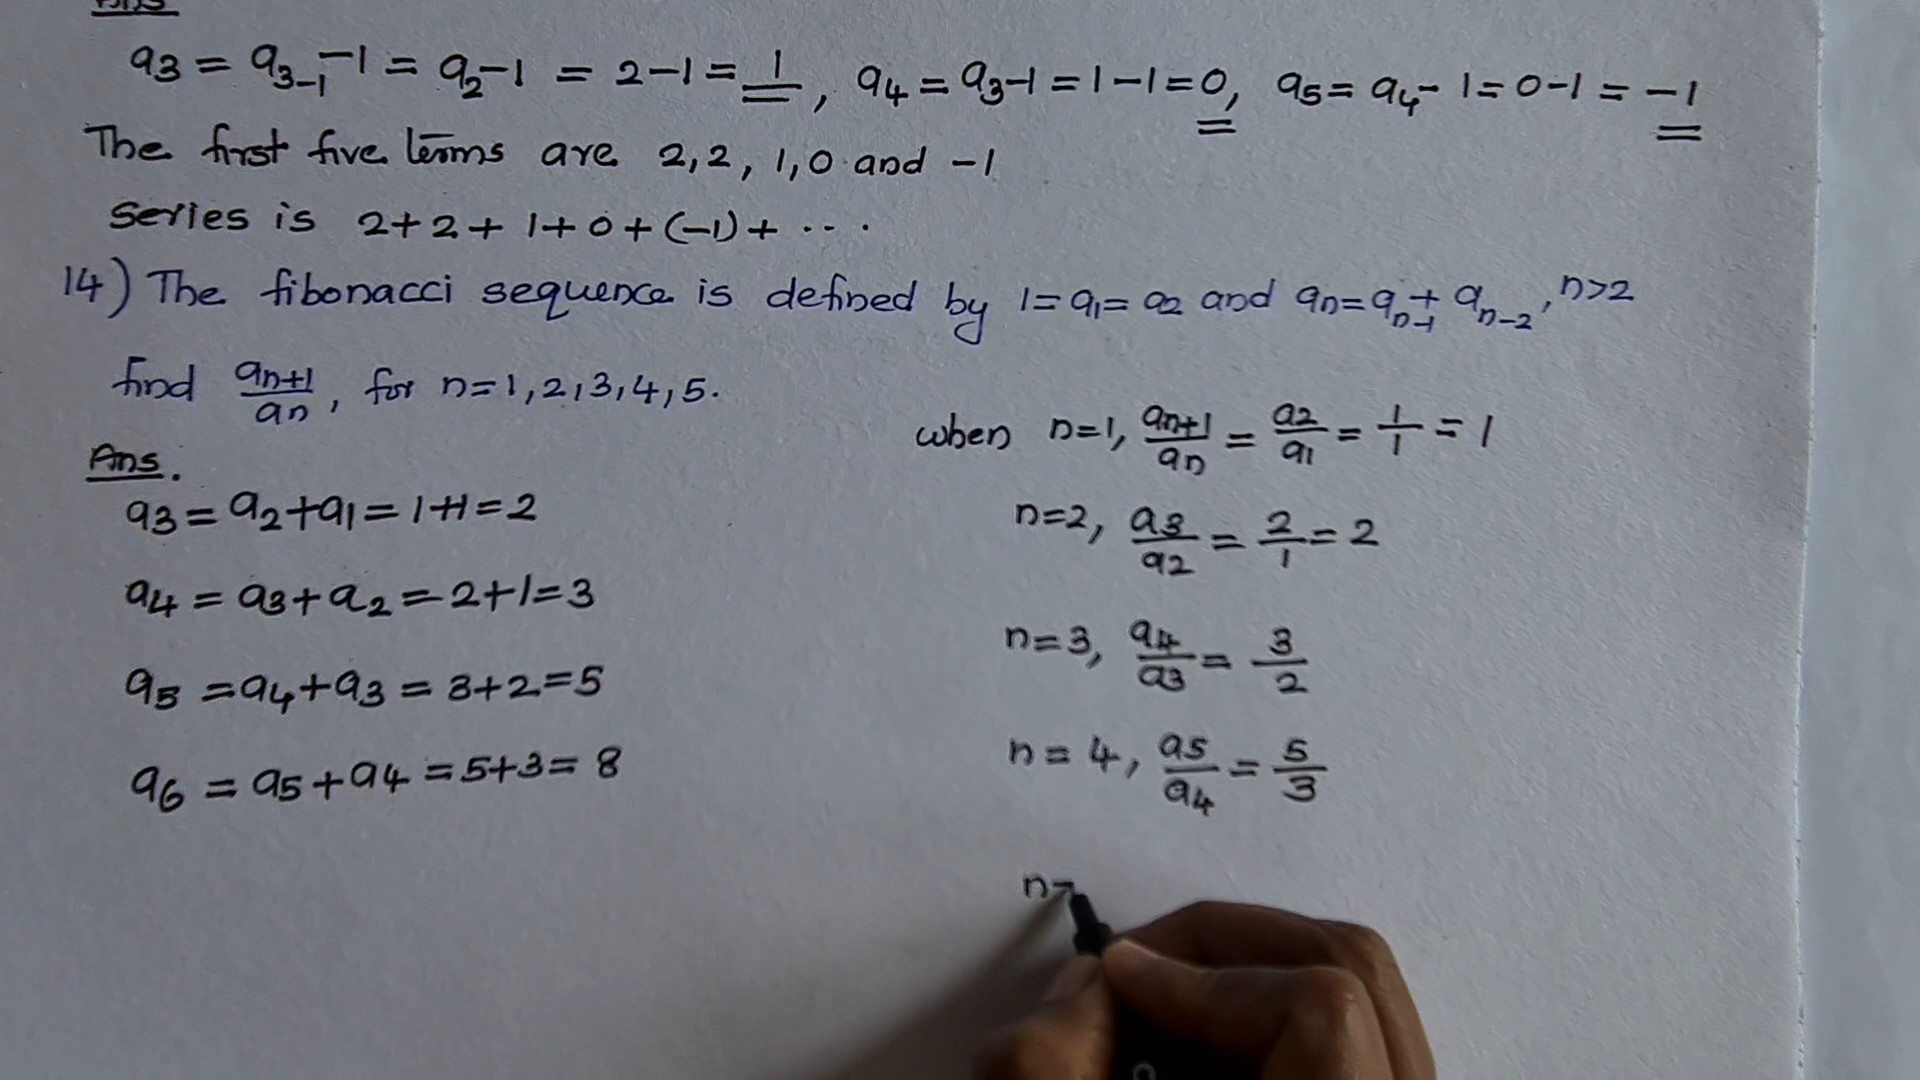 Ans
a3 = a3-1 -1 = a2-1 = 2-1 = 1, a4 = a3-1 = 1-1 = 0, a5 = a4-1 = 0-1 = -1
The first five terms are 2,2,1,0 and -1
series is 2+2+1+0+(-1)+ ...
14) The fibonacci sequence is defined by 1=a1=a2 and an=an-1+an-2, n>2
find an+1/an, for n=1,2,3,4,5.
Ans.
a3 = a2+a1 = 1+1 = 2
a4 = a3+a2 = 2+1 = 3
a5 = a4+a3 = 3+2 = 5
a6 = a5+a4 = 5+3 = 8
when n=1, an+1/an = a2/a1 = 1/1 = 1
n=2, a3/a2 = 2/1 = 2
n=3, a4/a3 = 3/2
n=4, a5/a4 = 5/3
n=